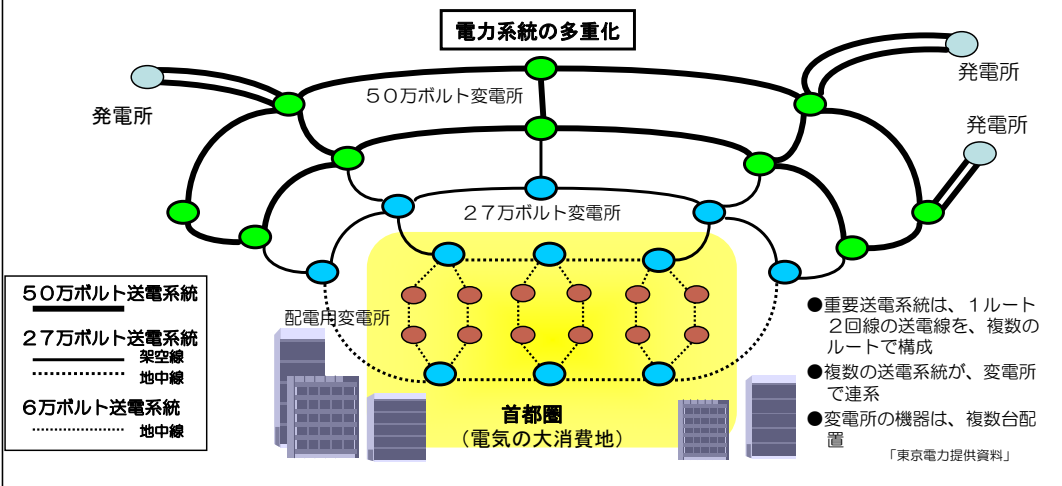 電力系統の多重化
発電所
５０万ボルト変電所
発電所
発電所
２７万ボルト変電所
５０万ボルト送電系統
２７万ボルト送電系統
架空線
地中線
６万ボルト送電系統
地中線
配電用変電所
首都圏
（電気の大消費地）
●重要送電系統は、１ルート
２回線の送電線を、複数の
ルートで構成
●複数の送電系統が、変電所
で連系
●変電所の機器は、複数台配
置
「東京電力提供資料」